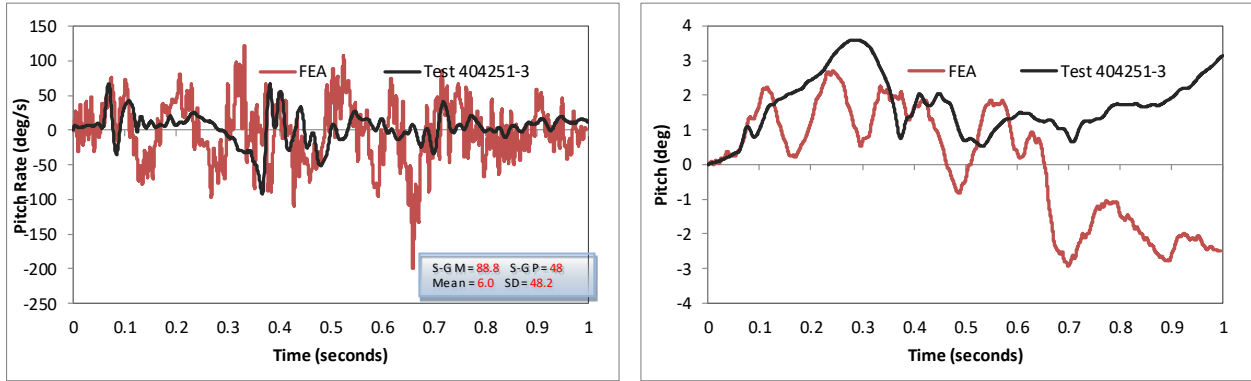 150
100
50
0
-50
-100
-150
-200
-250
Pitch Rate (deg/s)
FEA
Test 404251-3
S-G M = 88.8 S-G P = 48
Mean = 6.0 SD = 48.2
0 0.1 0.2 0.3 0.4 0.5 0.6 0.7 0.8 0.9 1
Time (seconds)
4
3
2
1
0
-1
-2
-3
-4
Pitch (deg)
FEA
Test 404251-3
0 0.1 0.2 0.3 0.4 0.5 0.6 0.7 0.8 0.9 1
Time (seconds)